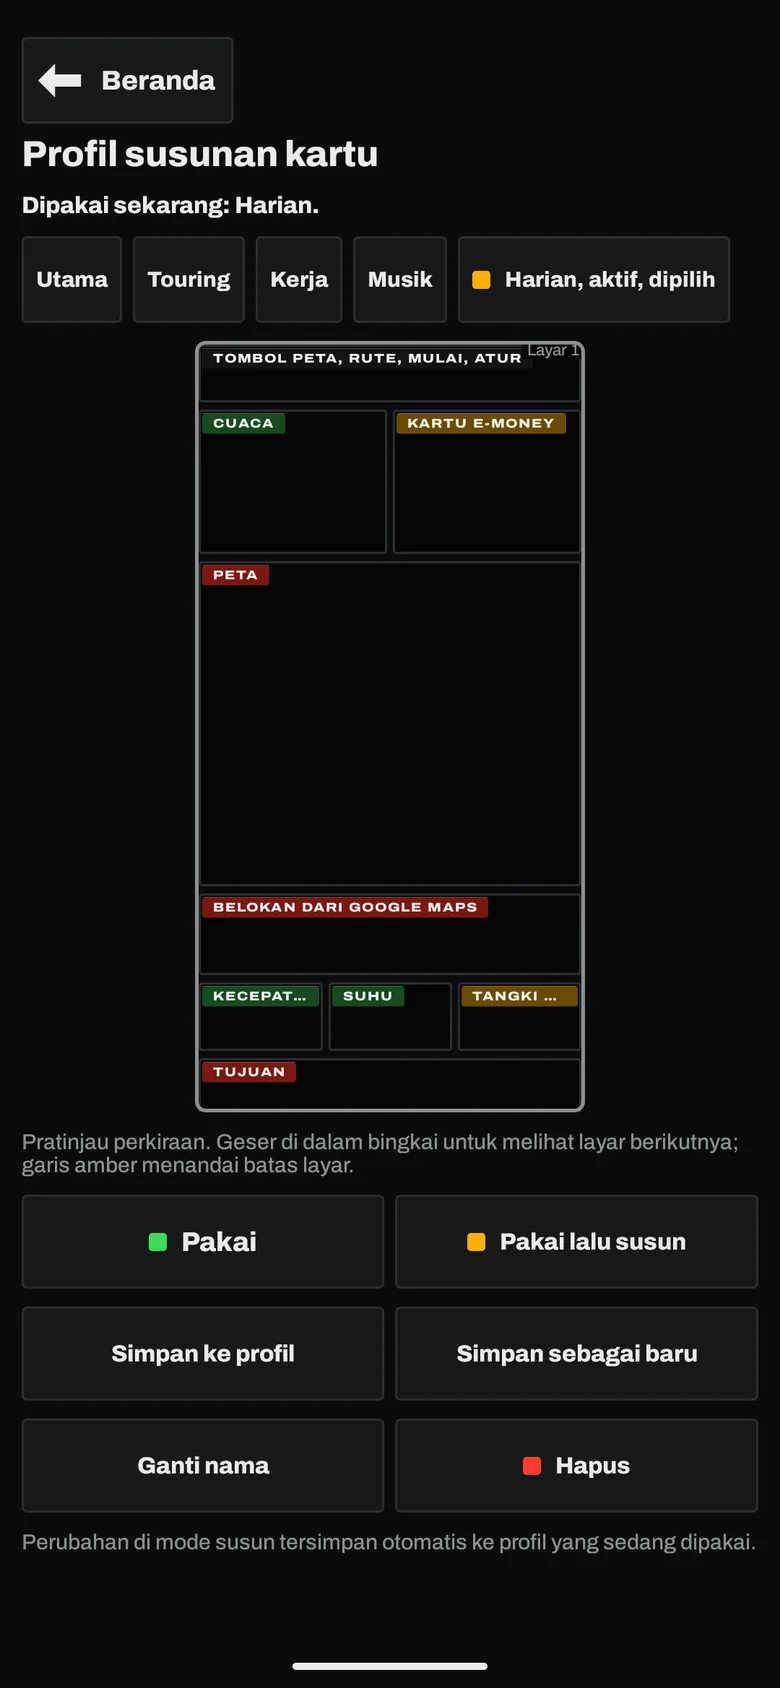 Beranda
Profil susunan kartu
Dipakai sekarang: Harian.
Utama
Touring
Kerja
Musik
Harian, aktif, dipilih
Layar 1
TOMBOL PETA, RUTE, MULAI, ATUR
CUACA
KARTU E-MONEY
PETA
BELOKAN DARI GOOGLE MAPS
KECEPAT...
SUHU
TANGKI ...
TUJUAN
Pratinjau perkiraan. Geser di dalam bingkai untuk melihat layar berikutnya;
garis amber menandai batas layar.
Pakai
Pakai lalu susun
Simpan ke profil
Simpan sebagai baru
Ganti nama
Hapus
Perubahan di mode susun tersimpan otomatis ke profil yang sedang dipakai.